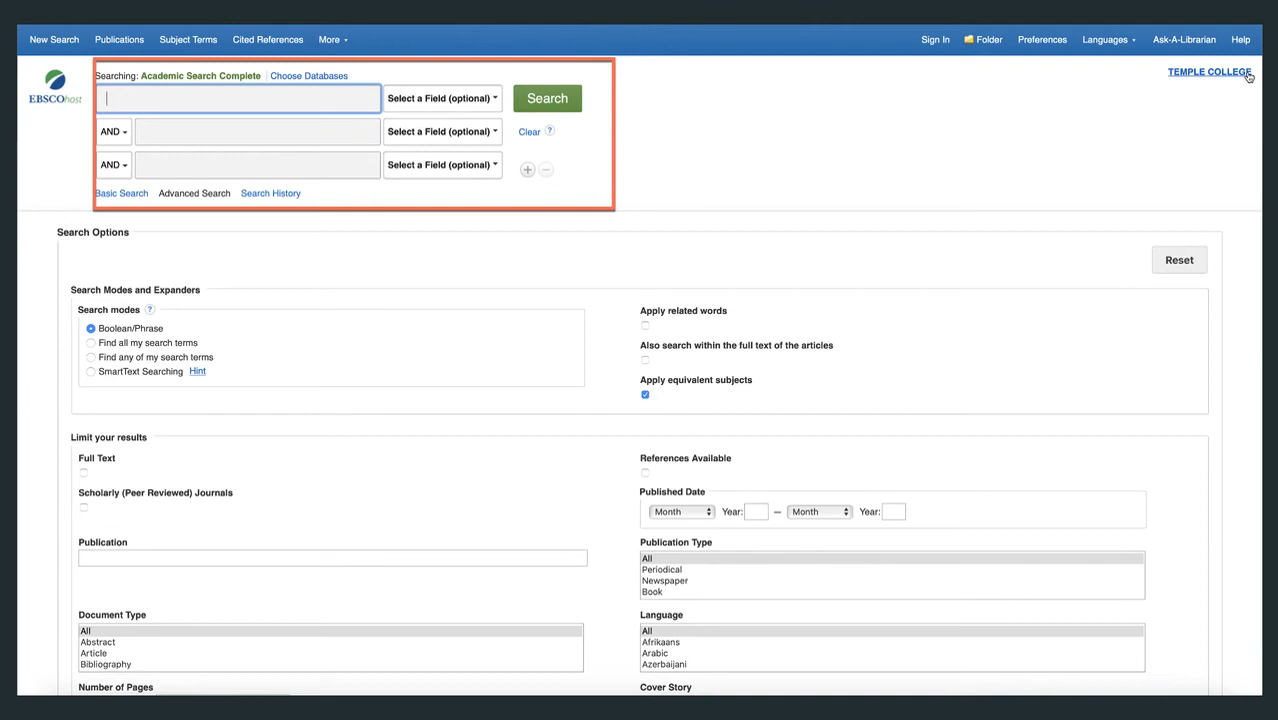 New Search Publications Subject Terms Cited References More Sign In Folder Preferences Languages Ask-A-Librarian Help
EBSCOhost
Searching: Academic Search Complete Choose Databases
TEMPLE COLLEGE
Select a Field (optional) Search
AND Select a Field (optional) Clear ?
AND Select a Field (optional) + −
Basic Search Advanced Search Search History
Search Options
Reset
Search Modes and Expanders
Search modes ?
Boolean/Phrase
Find all my search terms
Find any of my search terms
SmartText Searching Hint
Apply related words
Also search within the full text of the articles
Apply equivalent subjects
Limit your results
Full Text
Scholarly (Peer Reviewed) Journals
Publication
Document Type
All
Abstract
Article
Bibliography
Number of Pages
References Available
Published Date
Month Year: – Month Year:
Publication Type
All
Periodical
Newspaper
Book
Language
All
Afrikaans
Arabic
Azerbaijani
Cover Story